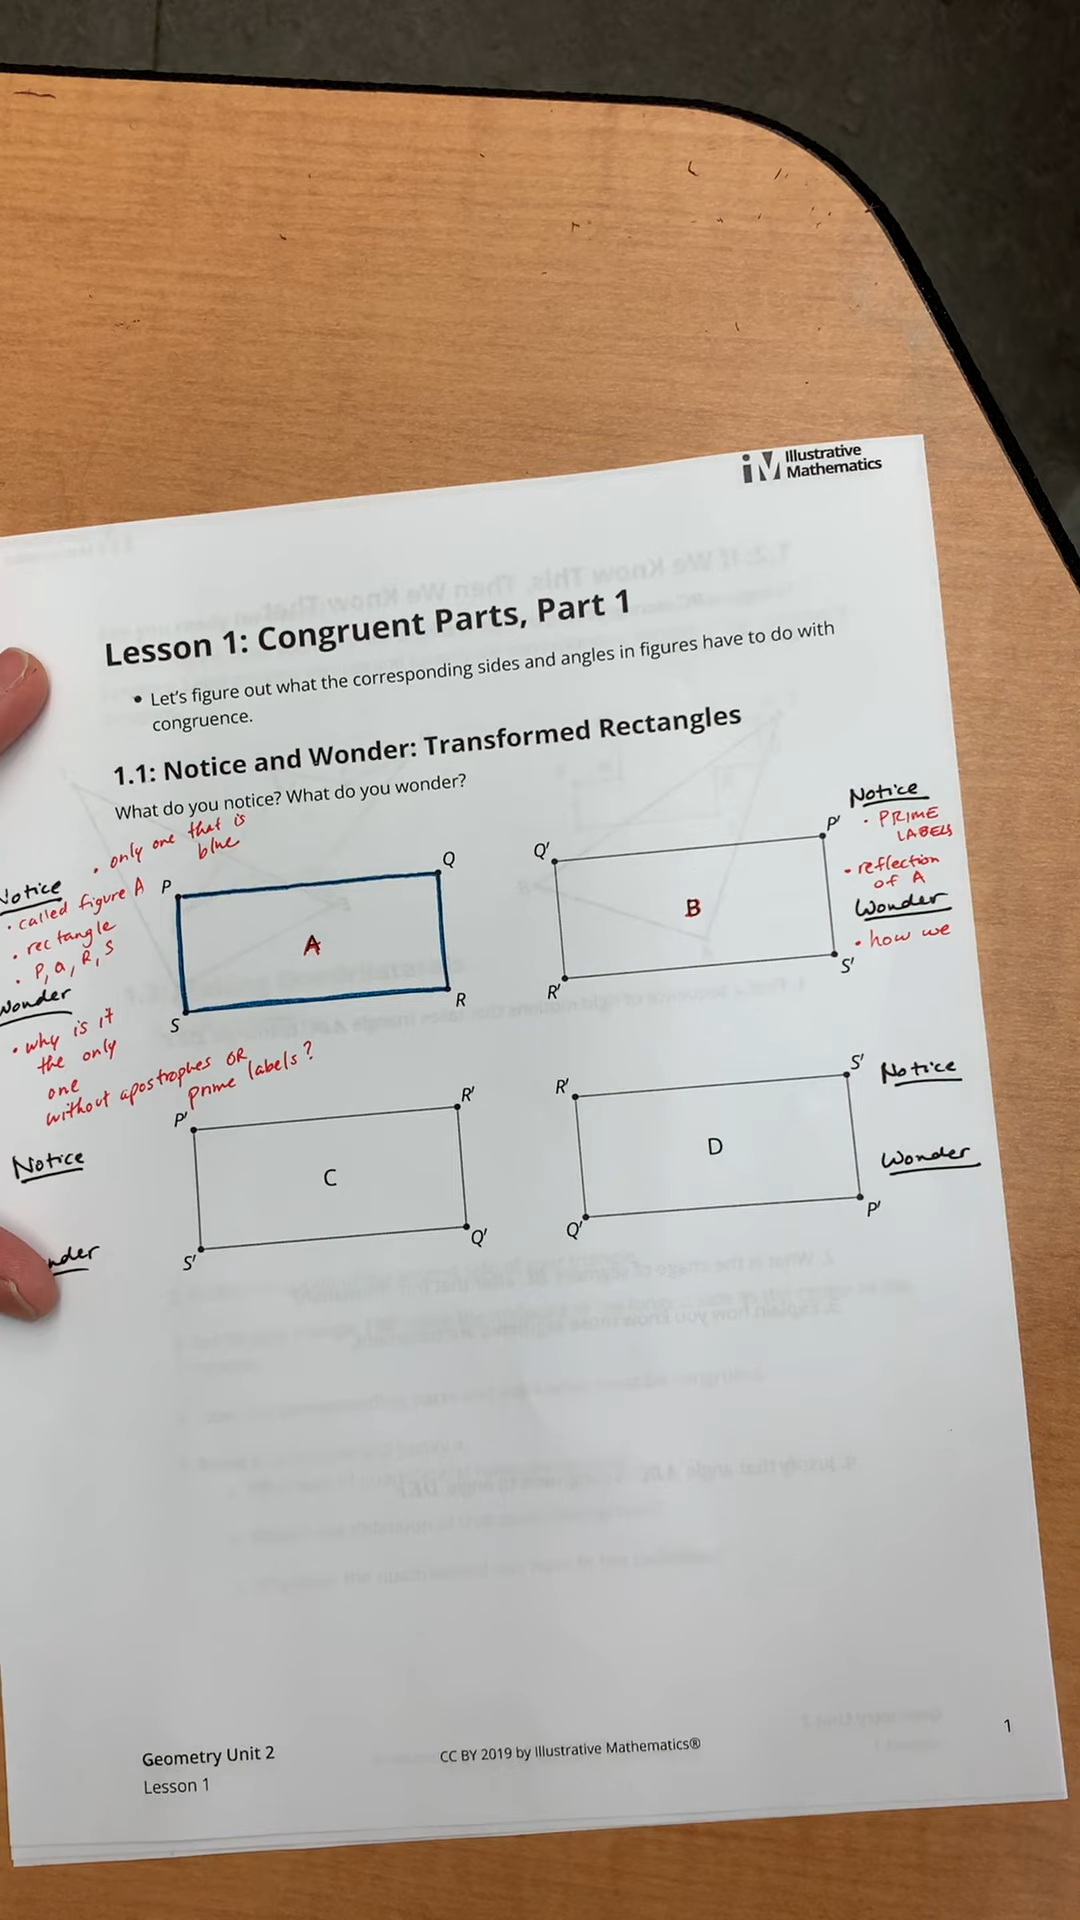 Illustrative
Mathematics
Lesson 1: Congruent Parts, Part 1
• Let's figure out what the corresponding sides and angles in figures have to do with
congruence.
1.1: Notice and Wonder: Transformed Rectangles
What do you notice? What do you wonder?
• only one that is
blue
Notice
• called figure A
• rectangle
• P, Q, R, S
Wonder
• why is it
the only
one
without apostrophes OR
prime labels?
P
Q
A
S
R
Q'
P'
B
R'
S'
Notice
• PRIME
LABELS
• reflection
of A
Wonder
• how we
Notice
P'
R'
C
S'
Q'
R'
S'
D
Q'
P'
Notice
Wonder
Geometry Unit 2
Lesson 1
CC BY 2019 by Illustrative Mathematics®
1